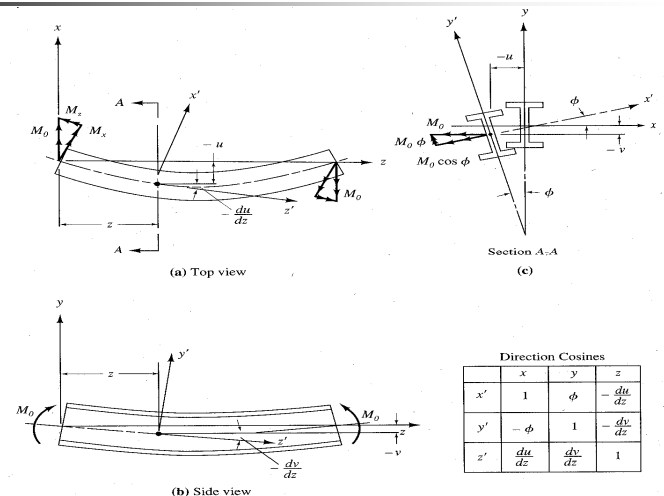 x
A
x'
M_z
M_0
M_x
- u
z
- du/dz
z'
M_0
z
A
(a) Top view
y'
y
- u
x'
ϕ
M_0
x
M_0 ϕ
- v
M_0 cos ϕ
ϕ
Section A-A
(c)
y
z
y'
M_0
M_0
z
z'
- v
- dv/dz
(b) Side view
Direction Cosines
x y z
x' 1 ϕ - du/dz
y' - ϕ 1 - dv/dz
z' du/dz dv/dz 1